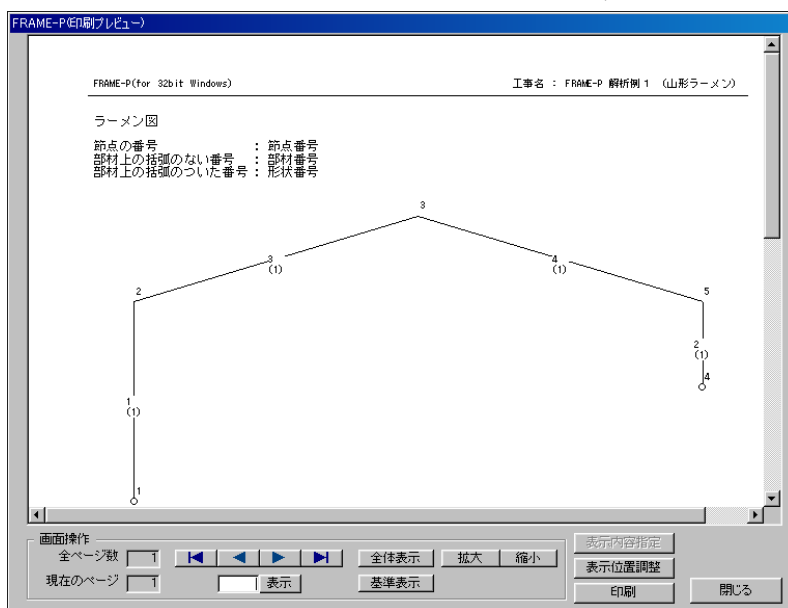 FRAME-P(印刷プレビュー)
FRAME-P(for 32bit Windows)
工事名 : FRAME-P 解析例 1 (山形ラーメン)
ラーメン図
節点の番号 : 節点番号
部材上の括弧のない番号 : 部材番号
部材上の括弧のついた番号 : 形状番号
3
3
(1)
4
(1)
2
5
2
(1)
4
1
(1)
1
画面操作
全ページ数 1
全体表示 拡大 縮小
表示内容指定
現在のページ 1
表示
基準表示
表示位置調整
印刷
閉じる